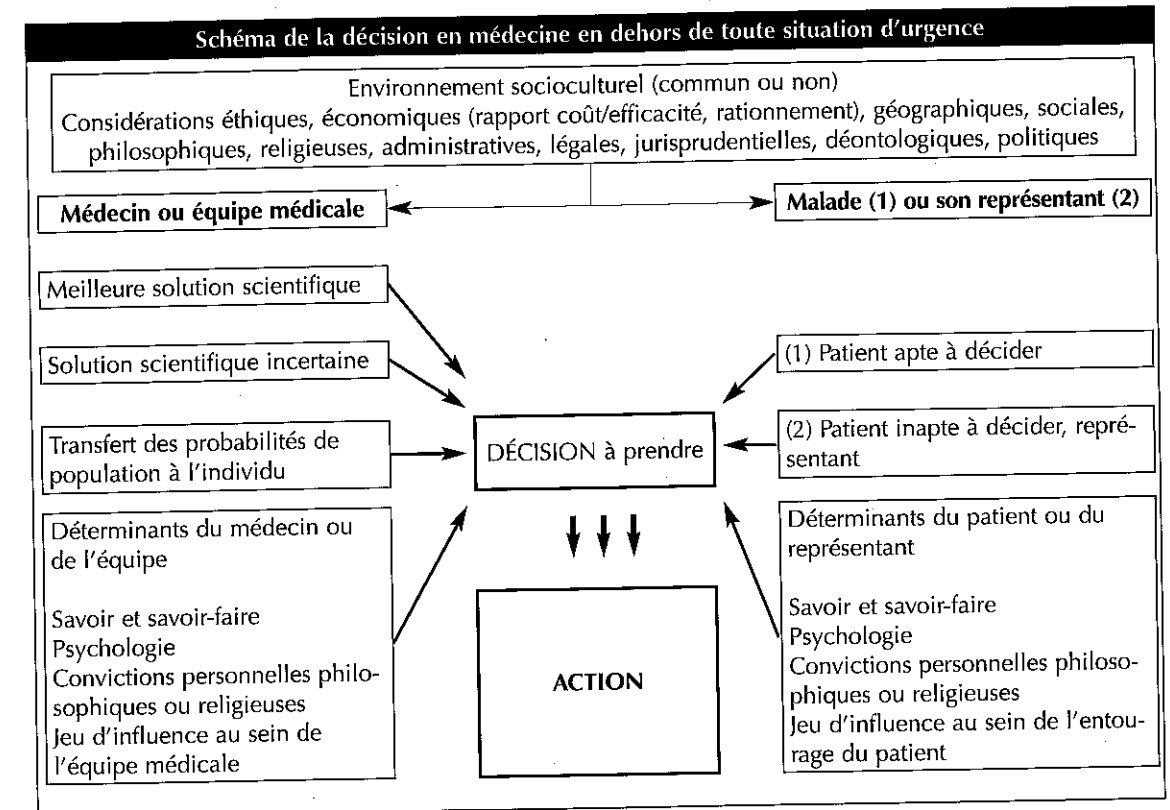 Schéma de la décision en médecine en dehors de toute situation d'urgence
Environnement socioculturel (commun ou non)
Considérations éthiques, économiques (rapport coût/efficacité, rationnement), géographiques, sociales,
philosophiques, religieuses, administratives, légales, jurisprudentielles, déontologiques, politiques
Médecin ou équipe médicale
Malade (1) ou son représentant (2)
Meilleure solution scientifique
Solution scientifique incertaine
Transfert des probabilités de
population à l'individu
Déterminants du médecin ou
de l'équipe
Savoir et savoir-faire
Psychologie
Convictions personnelles philo-
sophiques ou religieuses
Jeu d'influence au sein de
l'équipe médicale
DÉCISION à prendre
ACTION
(1) Patient apte à décider
(2) Patient inapte à décider, repré-
sentant
Déterminants du patient ou du
représentant
Savoir et savoir-faire
Psychologie
Convictions personnelles philoso-
phiques ou religieuses
Jeu d'influence au sein de l'entou-
rage du patient